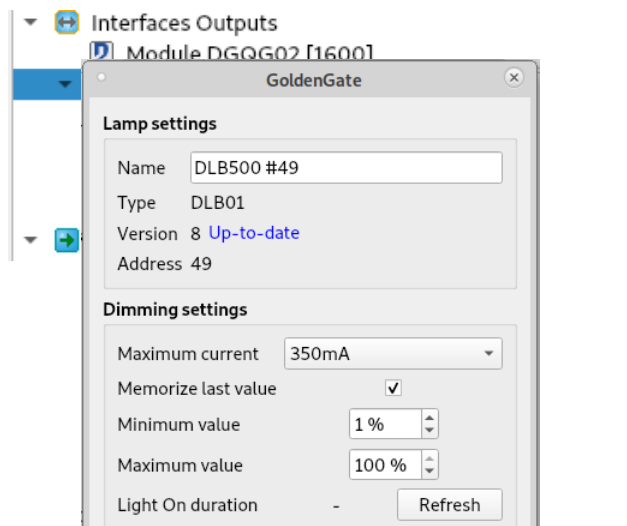 Interfaces Outputs
Module DGQG02 [1600]
GoldenGate
Lamp settings
Name DLB500 #49
Type DLB01
Version 8 Up-to-date
Address 49
Dimming settings
Maximum current 350mA
Memorize last value
Minimum value 1 %
Maximum value 100 %
Light On duration - Refresh